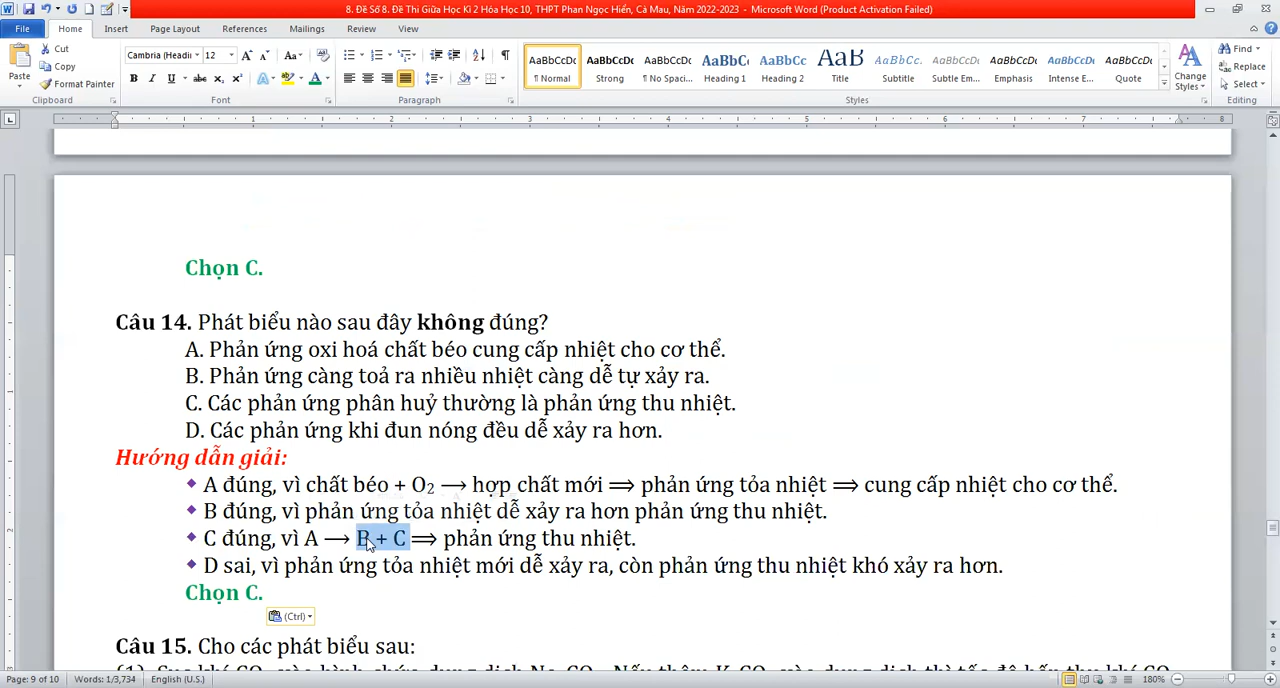 8. Đề Số 8. Đề Thi Giữa Học Kì 2 Hóa Học 10, THPT Phan Ngọc Hiển, Cà Mau, Năm 2022-2023 - Microsoft Word (Product Activation Failed)
File Home Insert Page Layout References Mailings Review View
Paste Cut Copy Format Painter
Cambria (Headi 12
AaBbCcDc AaBbCcDc AaBbCcDc AaBbCc AaBbCc AaB AaBbCc. AaBbCcDc AaBbCcDc AaBbCcDc AaBbCcDc
¶ Normal Strong ¶ No Spaci... Heading 1 Heading 2 Title Subtitle Subtle Em... Emphasis Intense E... Quote
Change Styles
Find Replace Select
Clipboard Font Paragraph Styles Editing
1 2 3 4 5 6 7 8
Chọn C.
Câu 14. Phát biểu nào sau đây không đúng?
A. Phản ứng oxi hoá chất béo cung cấp nhiệt cho cơ thể.
B. Phản ứng càng toả ra nhiều nhiệt càng dễ tự xảy ra.
C. Các phản ứng phân huỷ thường là phản ứng thu nhiệt.
D. Các phản ứng khi đun nóng đều dễ xảy ra hơn.
Hướng dẫn giải:
◆ A đúng, vì chất béo + O₂ ⟶ hợp chất mới ⟹ phản ứng tỏa nhiệt ⟹ cung cấp nhiệt cho cơ thể.
◆ B đúng, vì phản ứng tỏa nhiệt dễ xảy ra hơn phản ứng thu nhiệt.
◆ C đúng, vì A ⟶ B + C ⟹ phản ứng thu nhiệt.
◆ D sai, vì phản ứng tỏa nhiệt mới dễ xảy ra, còn phản ứng thu nhiệt khó xảy ra hơn.
Chọn C.
(Ctrl)
Câu 15. Cho các phát biểu sau:
Page: 9 of 10 Words: 1/3,734 English (U.S.) 180%